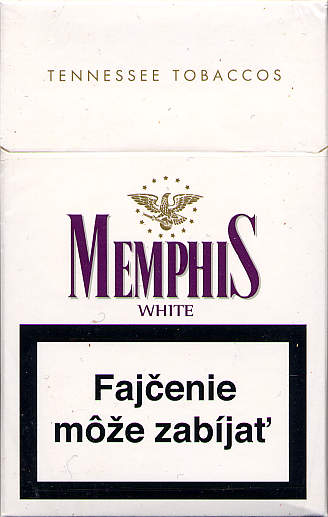 TENNESSEE TOBACCOS
MEMPHIS
WHITE
Fajčenie
môže zabíjať